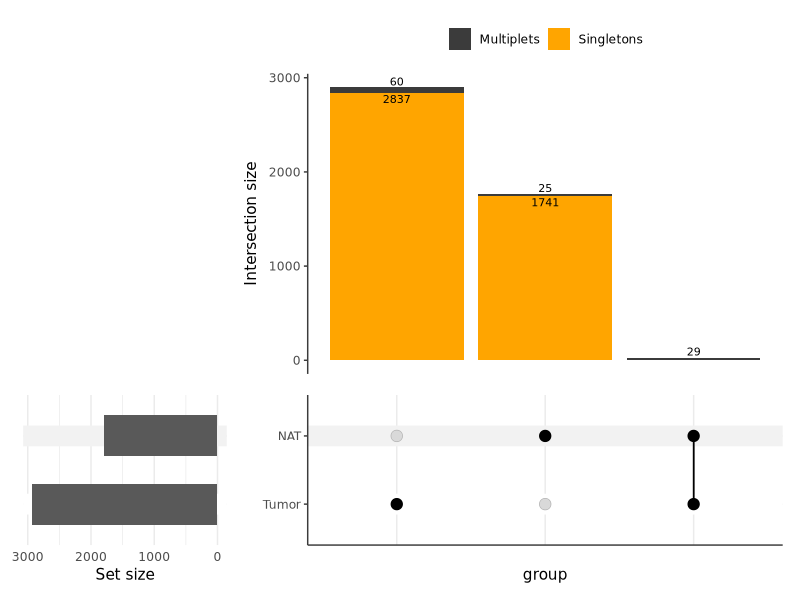 Multiplets Singletons
3000
60
2837
2000
25
1741
1000
29
0
Intersection size
NAT
Tumor
3000 2000 1000 0
Set size
group